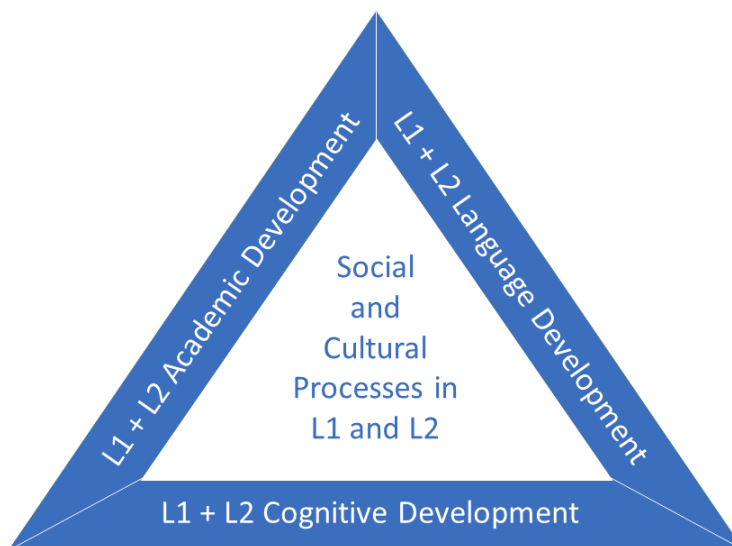 L1 + L2 Academic Development
L1 + L2 Language Development
Social
and
Cultural
Processes in
L1 and L2
L1 + L2 Cognitive Development